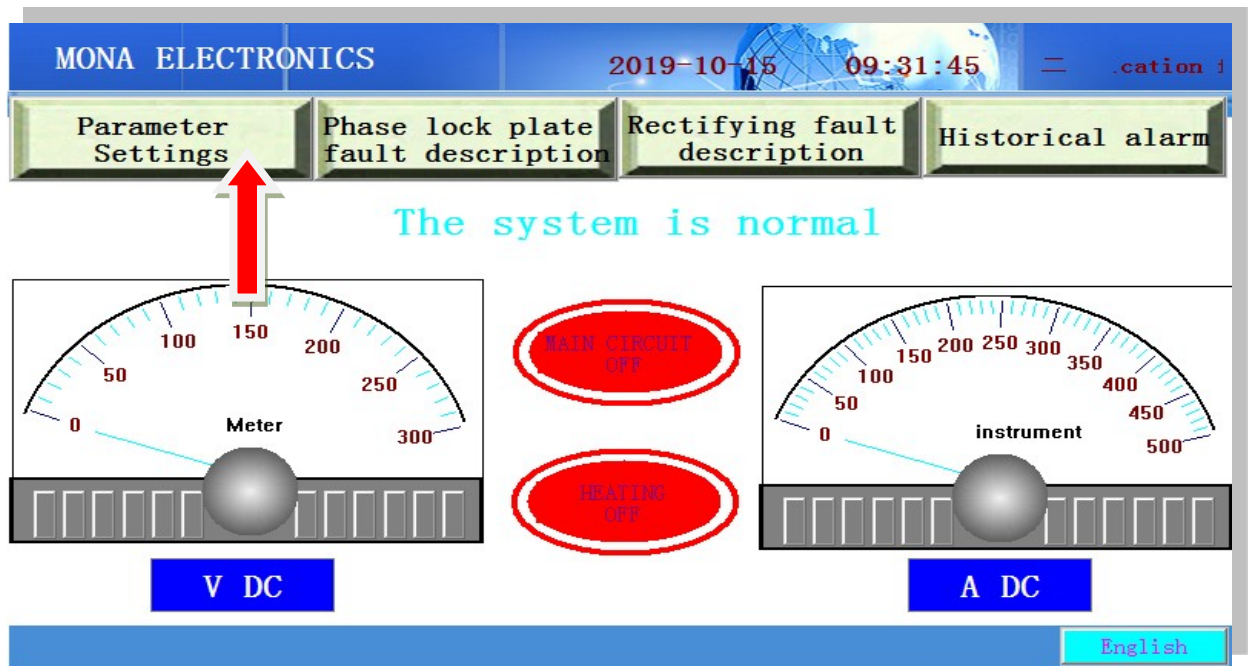 MONA ELECTRONICS 2019-10-15 09:31:45 二 .cation
Parameter
Settings
Phase lock plate
fault description
Rectifying fault
description
Historical alarm
The system is normal
0 50 100 150 200 250 300
Meter
MAIN CIRCUIT
OFF
HEATING
OFF
0 50 100 150 200 250 300 350 400 450 500
instrument
V DC
A DC
English